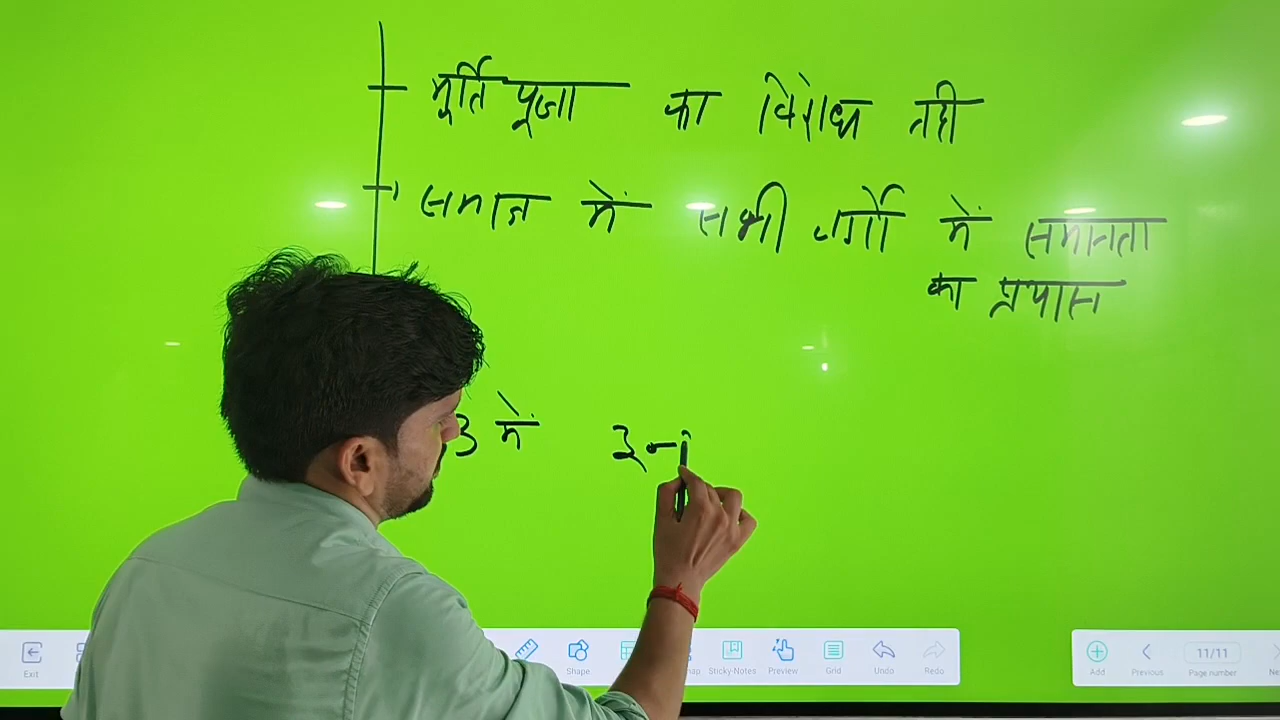 मूर्ति पूजा का विरोध नही
समाज में सभी वर्गो में समानता
का प्रयास
3 में
Exit
Shape
Sticky-Notes
Preview
Grid
Undo
Redo
Add
Previous
11/11
Page number